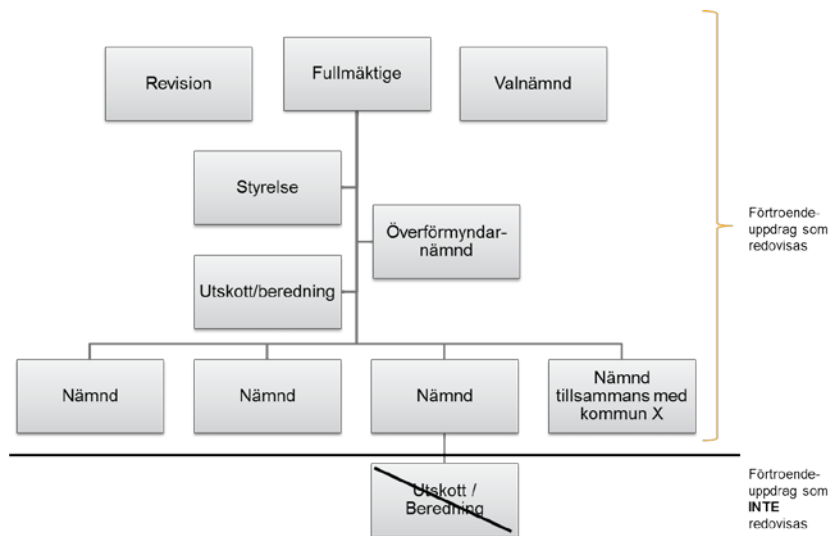 Revision
Fullmäktige
Valnämnd
Styrelse
Överförmyndar-
nämnd
Utskott/beredning
Nämnd
Nämnd
Nämnd
Nämnd
tillsammans med
kommun X
Förtroende-
uppdrag som
redovisas
Utskott /
Beredning
Förtroende-
uppdrag som
INTE
redovisas